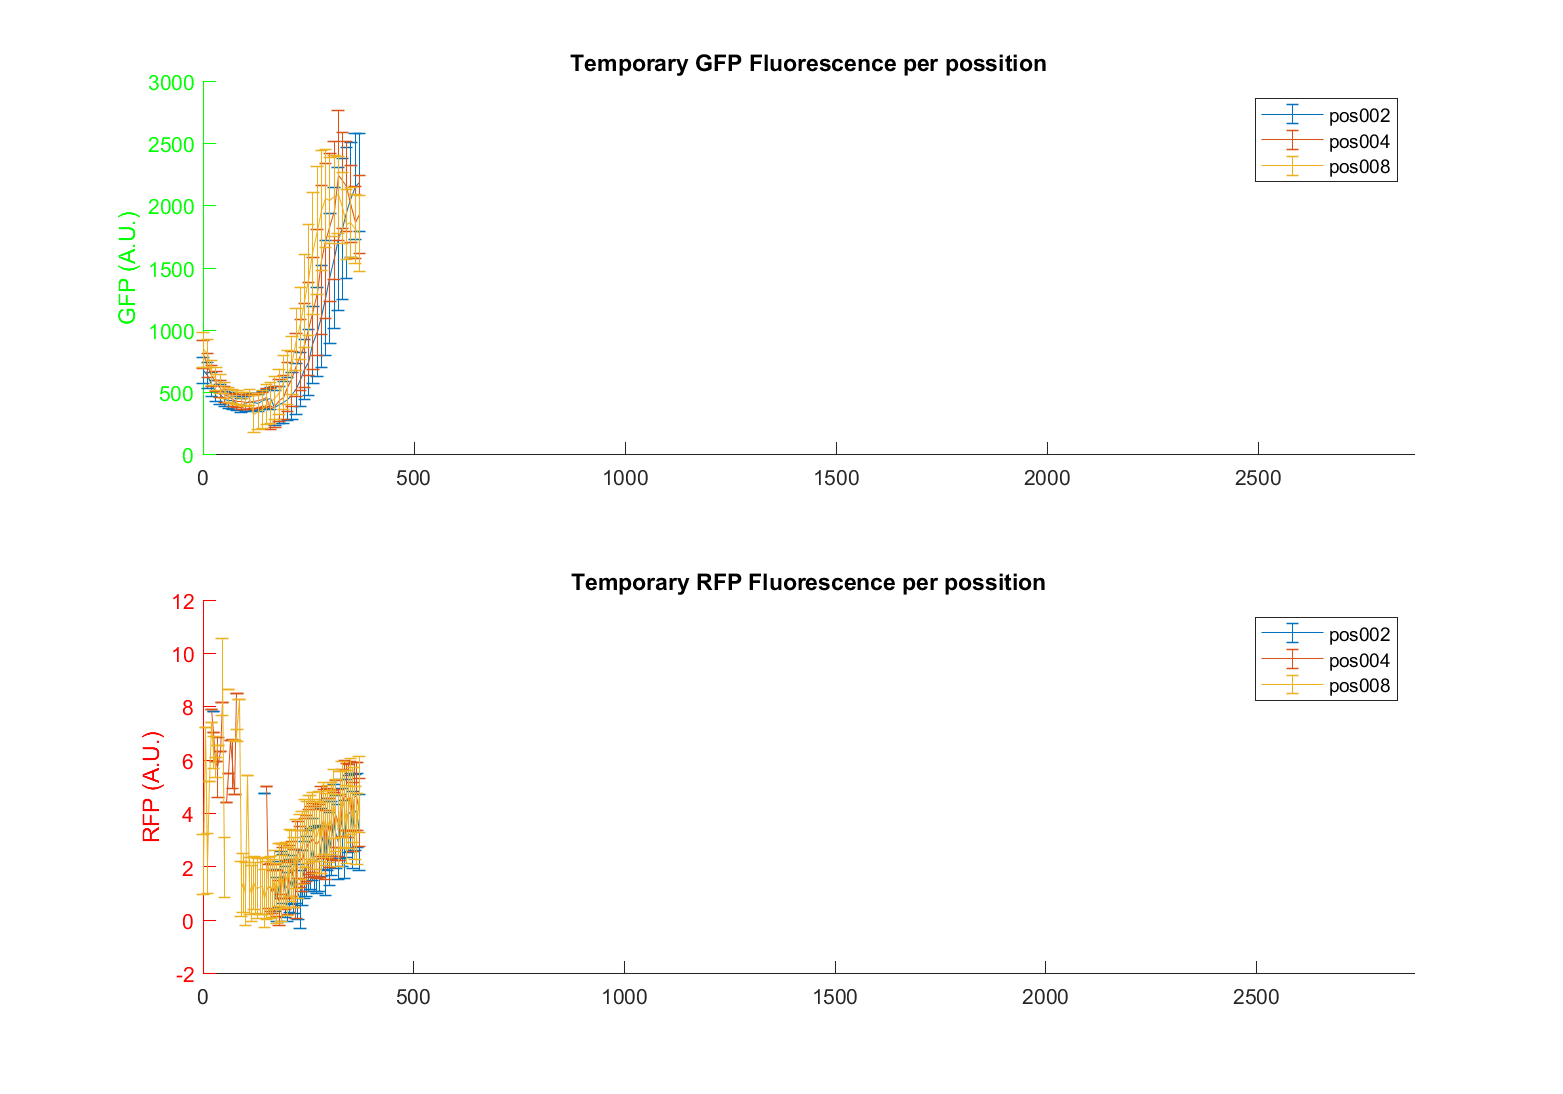 Temporary GFP Fluorescence per possition
3000
2500
2000
1500
1000
500
0
GFP (A.U.)
0 500 1000 1500 2000 2500
pos002
pos004
pos008
Temporary RFP Fluorescence per possition
12
10
8
6
4
2
0
-2
RFP (A.U.)
0 500 1000 1500 2000 2500
pos002
pos004
pos008